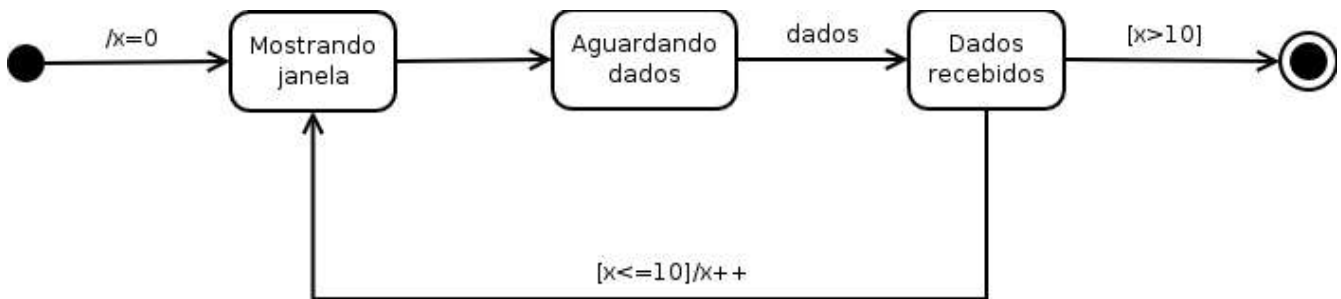 /x=0
Mostrando
janela
Aguardando
dados
dados
Dados
recebidos
[x>10]
[x<=10]/x++